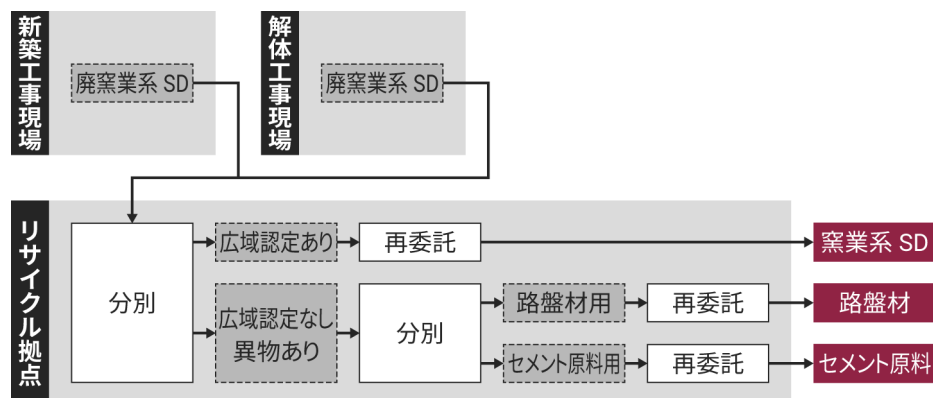 新築工事現場
廃窯業系 SD
解体工事現場
廃窯業系 SD
リサイクル拠点
分別
広域認定あり
再委託
窯業系 SD
広域認定なし
異物あり
分別
路盤材用
再委託
路盤材
セメント原料用
再委託
セメント原料